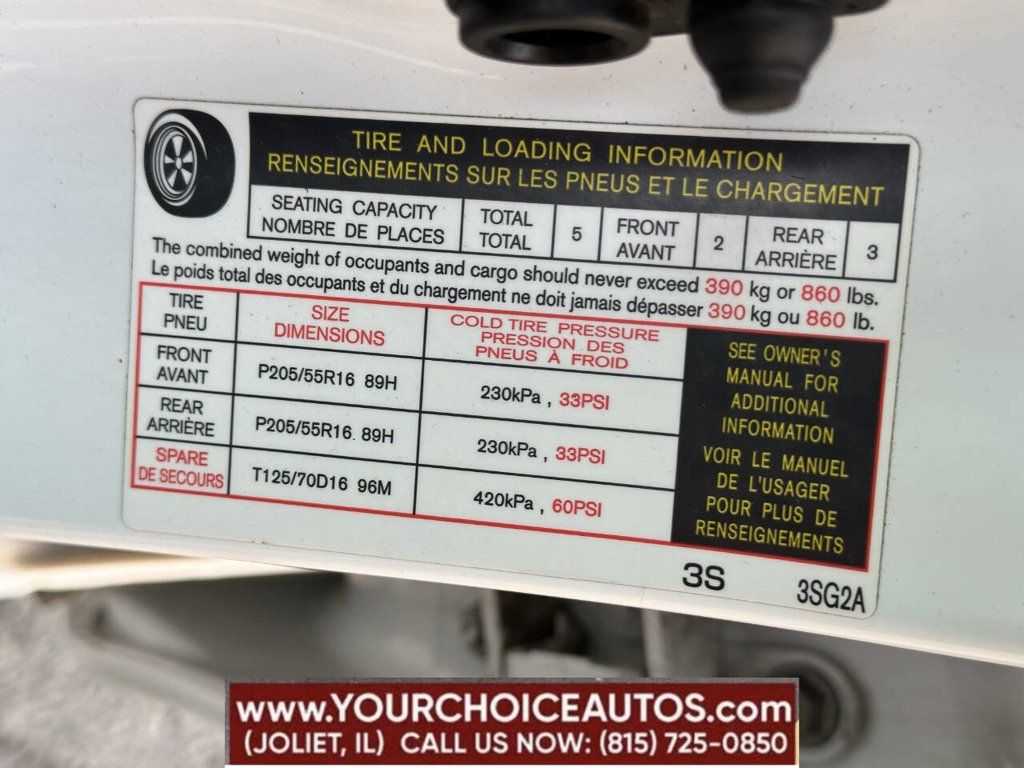 TIRE AND LOADING INFORMATION
RENSEIGNEMENTS SUR LES PNEUS ET LE CHARGEMENT
SEATING CAPACITY NOMBRE DE PLACES TOTAL TOTAL 5 FRONT AVANT 2 REAR ARRIÈRE 3
The combined weight of occupants and cargo should never exceed 390 kg or 860 lbs.
Le poids total des occupants et du chargement ne doit jamais dépasser 390 kg ou 860 lb.
TIRE PNEU SIZE DIMENSIONS COLD TIRE PRESSURE PRESSION DES PNEUS À FROID
FRONT AVANT P205/55R16 89H 230kPa , 33PSI
REAR ARRIÈRE P205/55R16. 89H 230kPa , 33PSI
SPARE DE SECOURS T125/70D16 96M 420kPa , 60PSI
SEE OWNER'S
MANUAL FOR
ADDITIONAL
INFORMATION
VOIR LE MANUEL
DE L'USAGER
POUR PLUS DE
RENSEIGNEMENTS
3S 3SG2A
www.YOURCHOICEAUTOS.com
(JOLIET, IL) CALL US NOW: (815) 725-0850